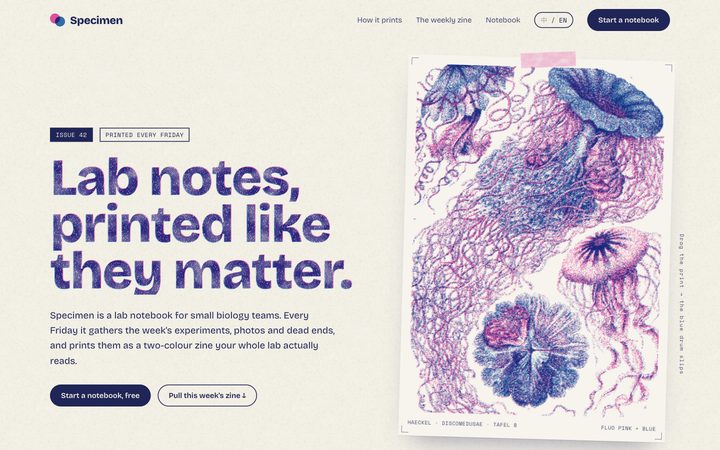 Specimen
How it prints
The weekly zine
Notebook
中 / EN
Start a notebook
ISSUE 42
PRINTED EVERY FRIDAY
Lab notes,
printed like
they matter.
Specimen is a lab notebook for small biology teams. Every
Friday it gathers the week's experiments, photos and dead ends,
and prints them as a two-colour zine your whole lab actually
reads.
Start a notebook, free
Pull this week's zine ↓
HAECKEL · DISCOMEDUSAE · TAFEL 8
FLUO PINK + BLUE
Drag the print — the blue drum slips